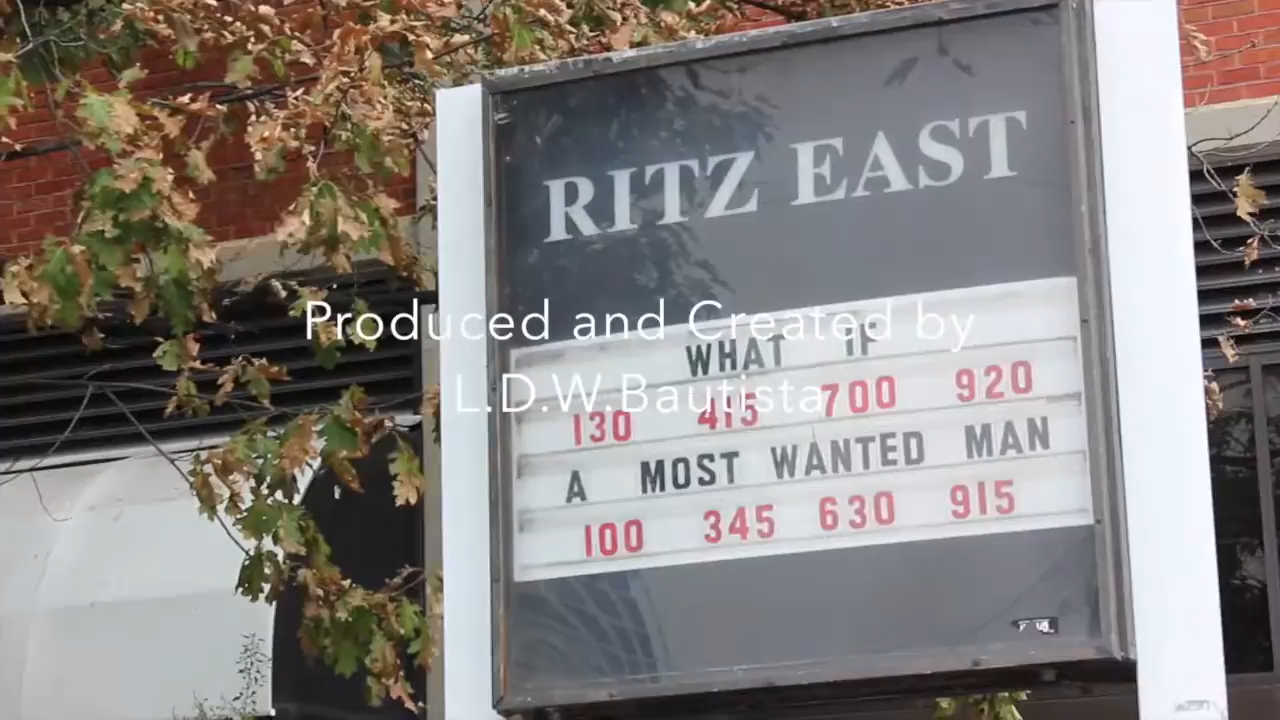 RITZ EAST
Produced and Created by
L.D.W.Bautista
WHAT IF
130 415 700 920
A MOST WANTED MAN
100 345 630 915